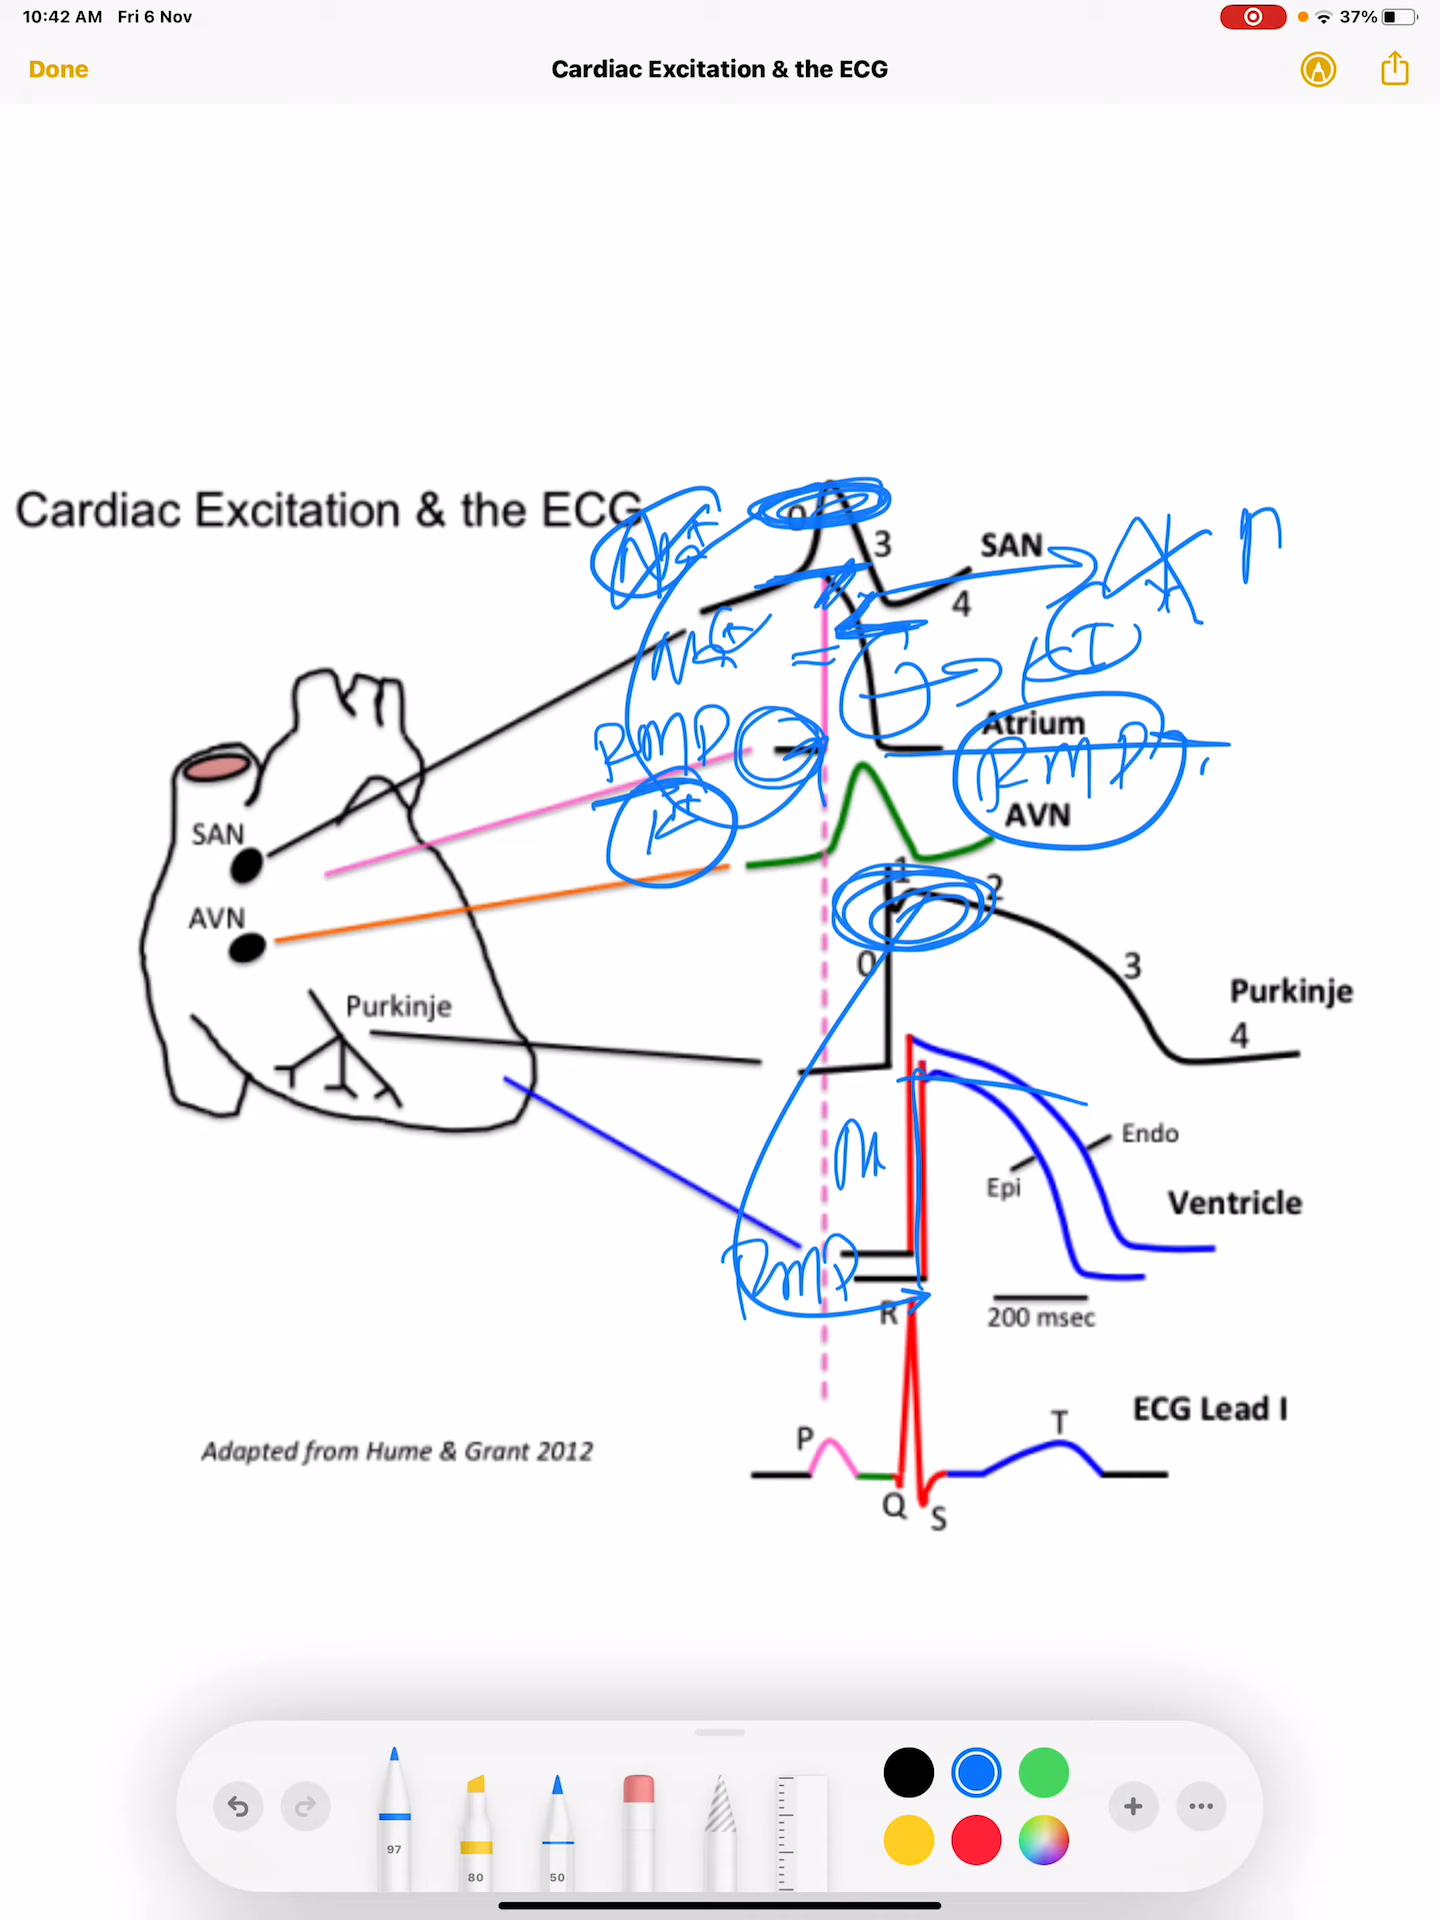 10:42 AM Fri 6 Nov 37%
Done Cardiac Excitation & the ECG
Cardiac Excitation & the ECG
0
3
SAN
4
RMP
Atrium
RMP
K+
AVN
SAN
AVN
1
2
0
3
Purkinje
Purkinje
4
Endo
Epi
Ventricle
RMP
R
200 msec
P
T
ECG Lead I
Adapted from Hume & Grant 2012
Q
S
97
80
50